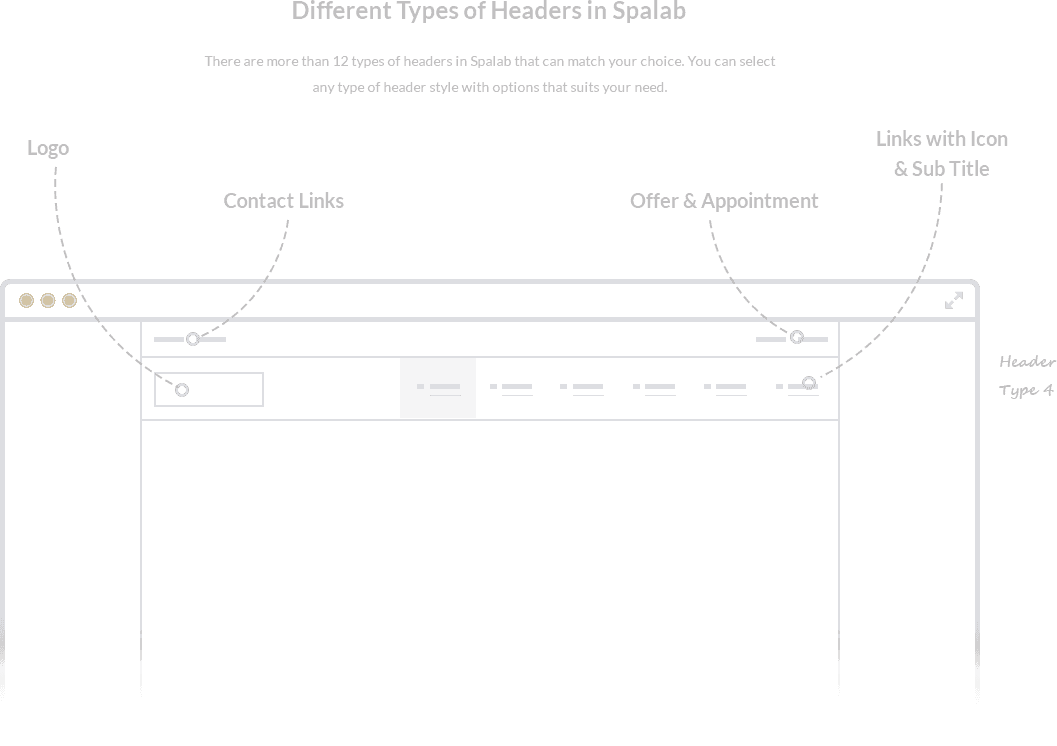 Different Types of Headers in Spalab
There are more than 12 types of headers in Spalab that can match your choice. You can select
any type of header style with options that suits your need.
Logo
Contact Links
Offer & Appointment
Links with Icon
& Sub Title
Header
Type 4